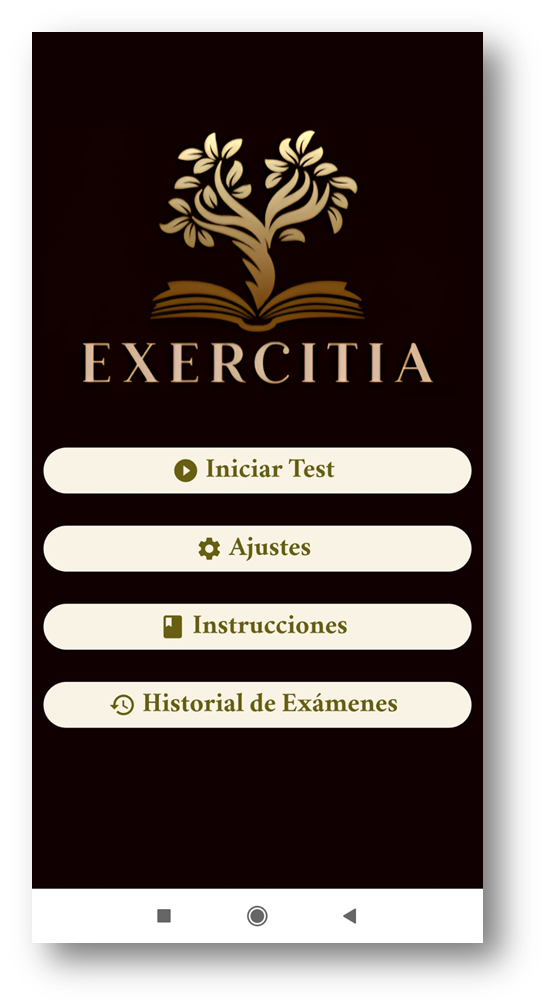 EXERCITIA
Iniciar Test
Ajustes
Instrucciones
Historial de Exámenes